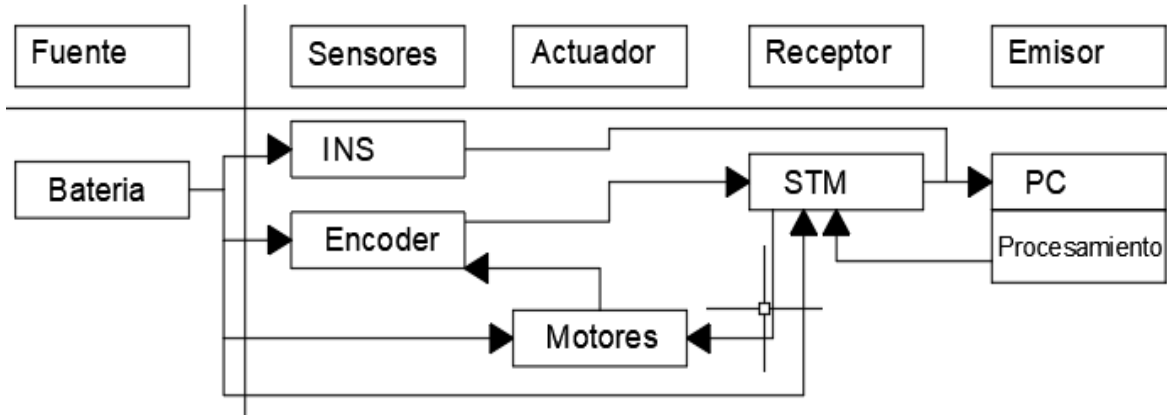 Fuente
Sensores
Actuador
Receptor
Emisor
INS
Bateria
STM
PC
Encoder
Procesamiento
Motores